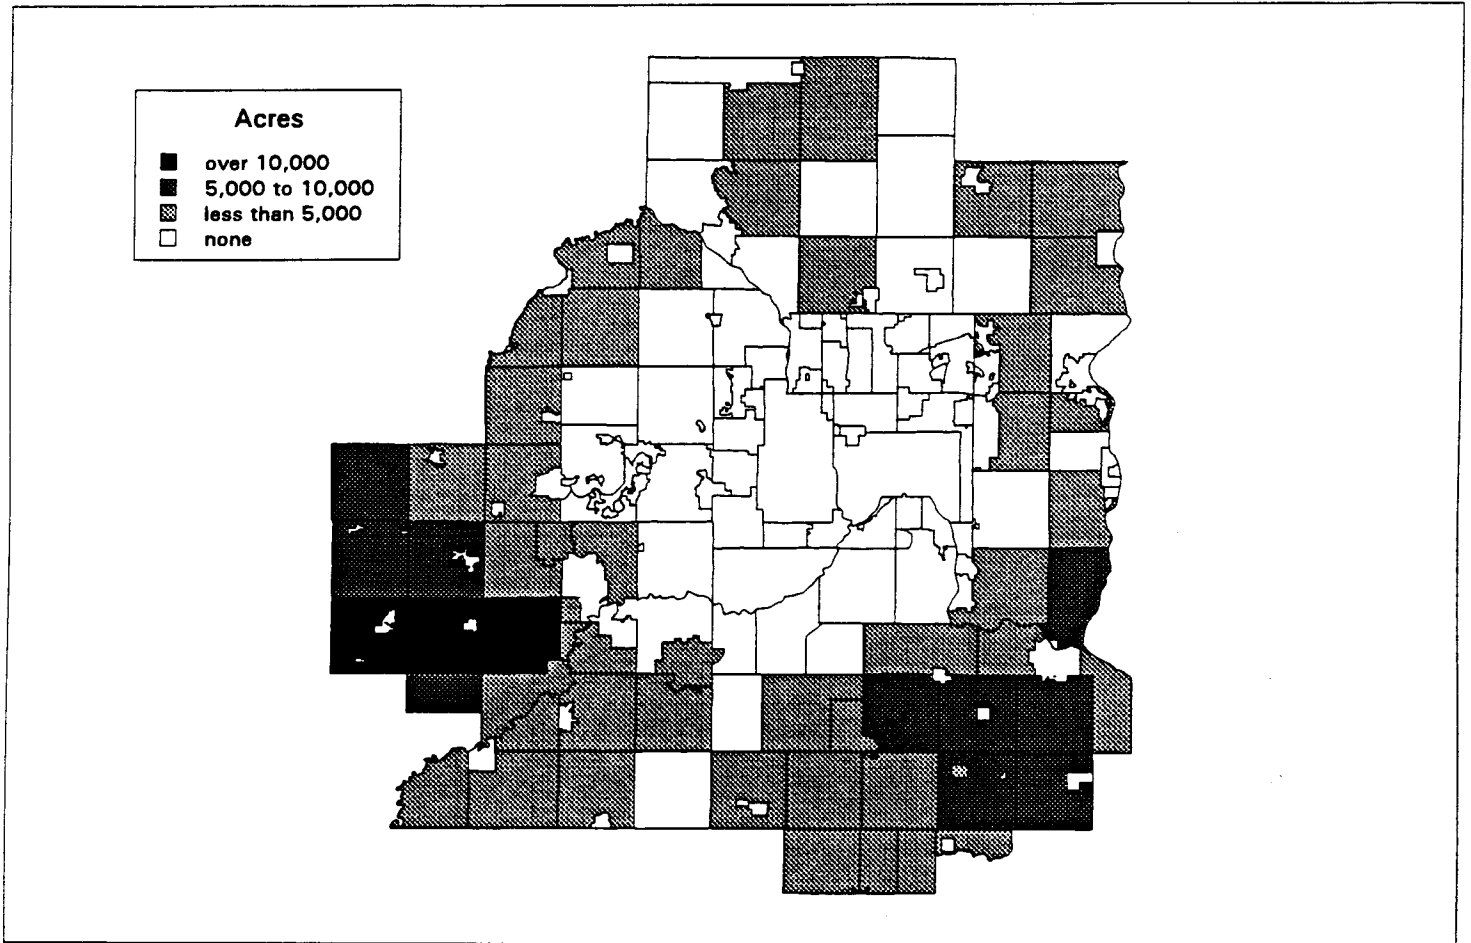 Acres
over 10,000
5,000 to 10,000
less than 5,000
none